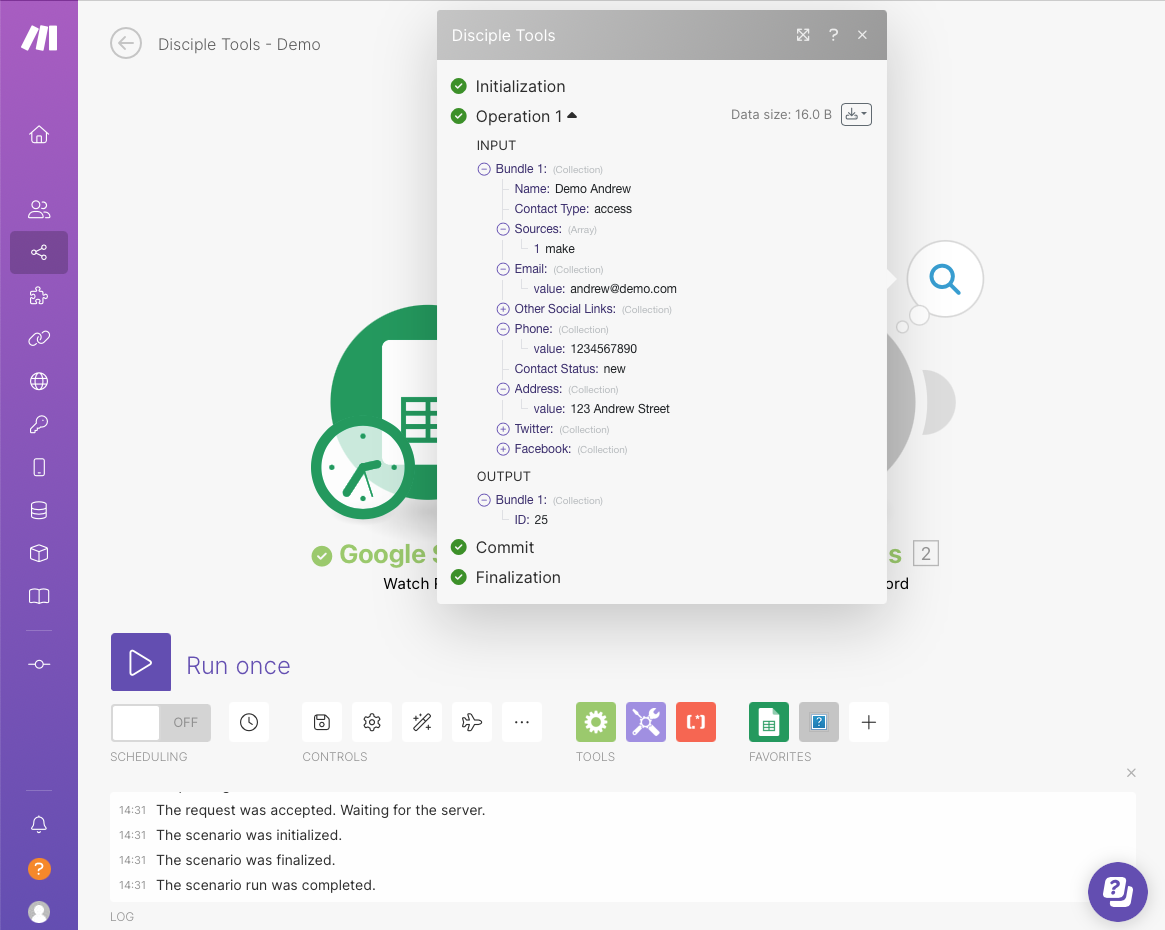 Disciple Tools - Demo
Disciple Tools
?
Initialization
Operation 1
Data size: 16.0 B
INPUT
Bundle 1: (Collection)
Name: Demo Andrew
Contact Type: access
Sources: (Array)
1 make
Email: (Collection)
value: andrew@demo.com
Other Social Links: (Collection)
Phone: (Collection)
value: 1234567890
Contact Status: new
Address: (Collection)
value: 123 Andrew Street
Twitter: (Collection)
Facebook: (Collection)
OUTPUT
Bundle 1: (Collection)
ID: 25
Commit
Finalization
Google S
s 2
Watch
ord
Run once
OFF
SCHEDULING
CONTROLS
TOOLS
FAVORITES
14:31 The request was accepted. Waiting for the server.
14:31 The scenario was initialized.
14:31 The scenario was finalized.
14:31 The scenario run was completed.
LOG
?
?